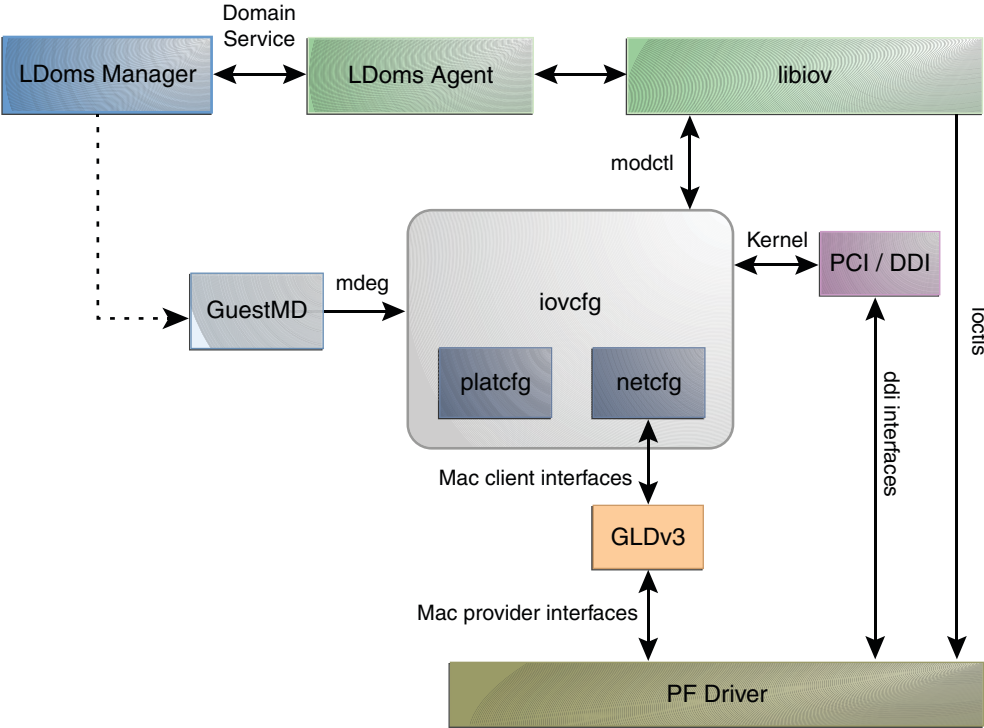 Domain
Service
LDoms Manager
LDoms Agent
libiov
modctl
Kernel
PCI / DDI
mdeg
GuestMD
iovcfg
ioctls
platcfg
netcfg
ddi interfaces
Mac client interfaces
GLDv3
Mac provider interfaces
PF Driver